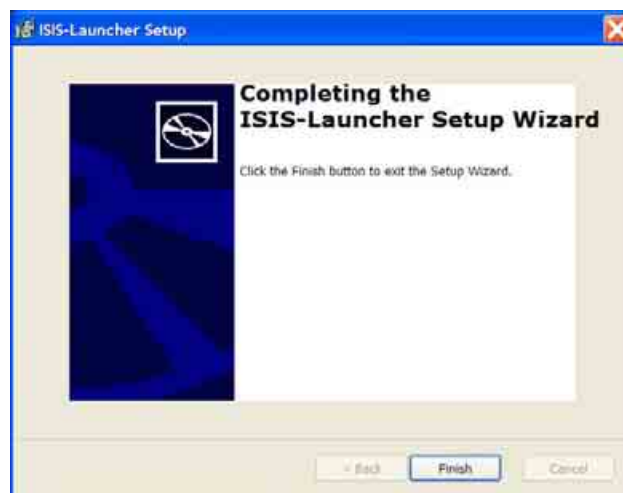 ISIS-Launcher Setup
Completing the
ISIS-Launcher Setup Wizard
Click the Finish button to exit the Setup Wizard.
< Back
Finish
Cancel